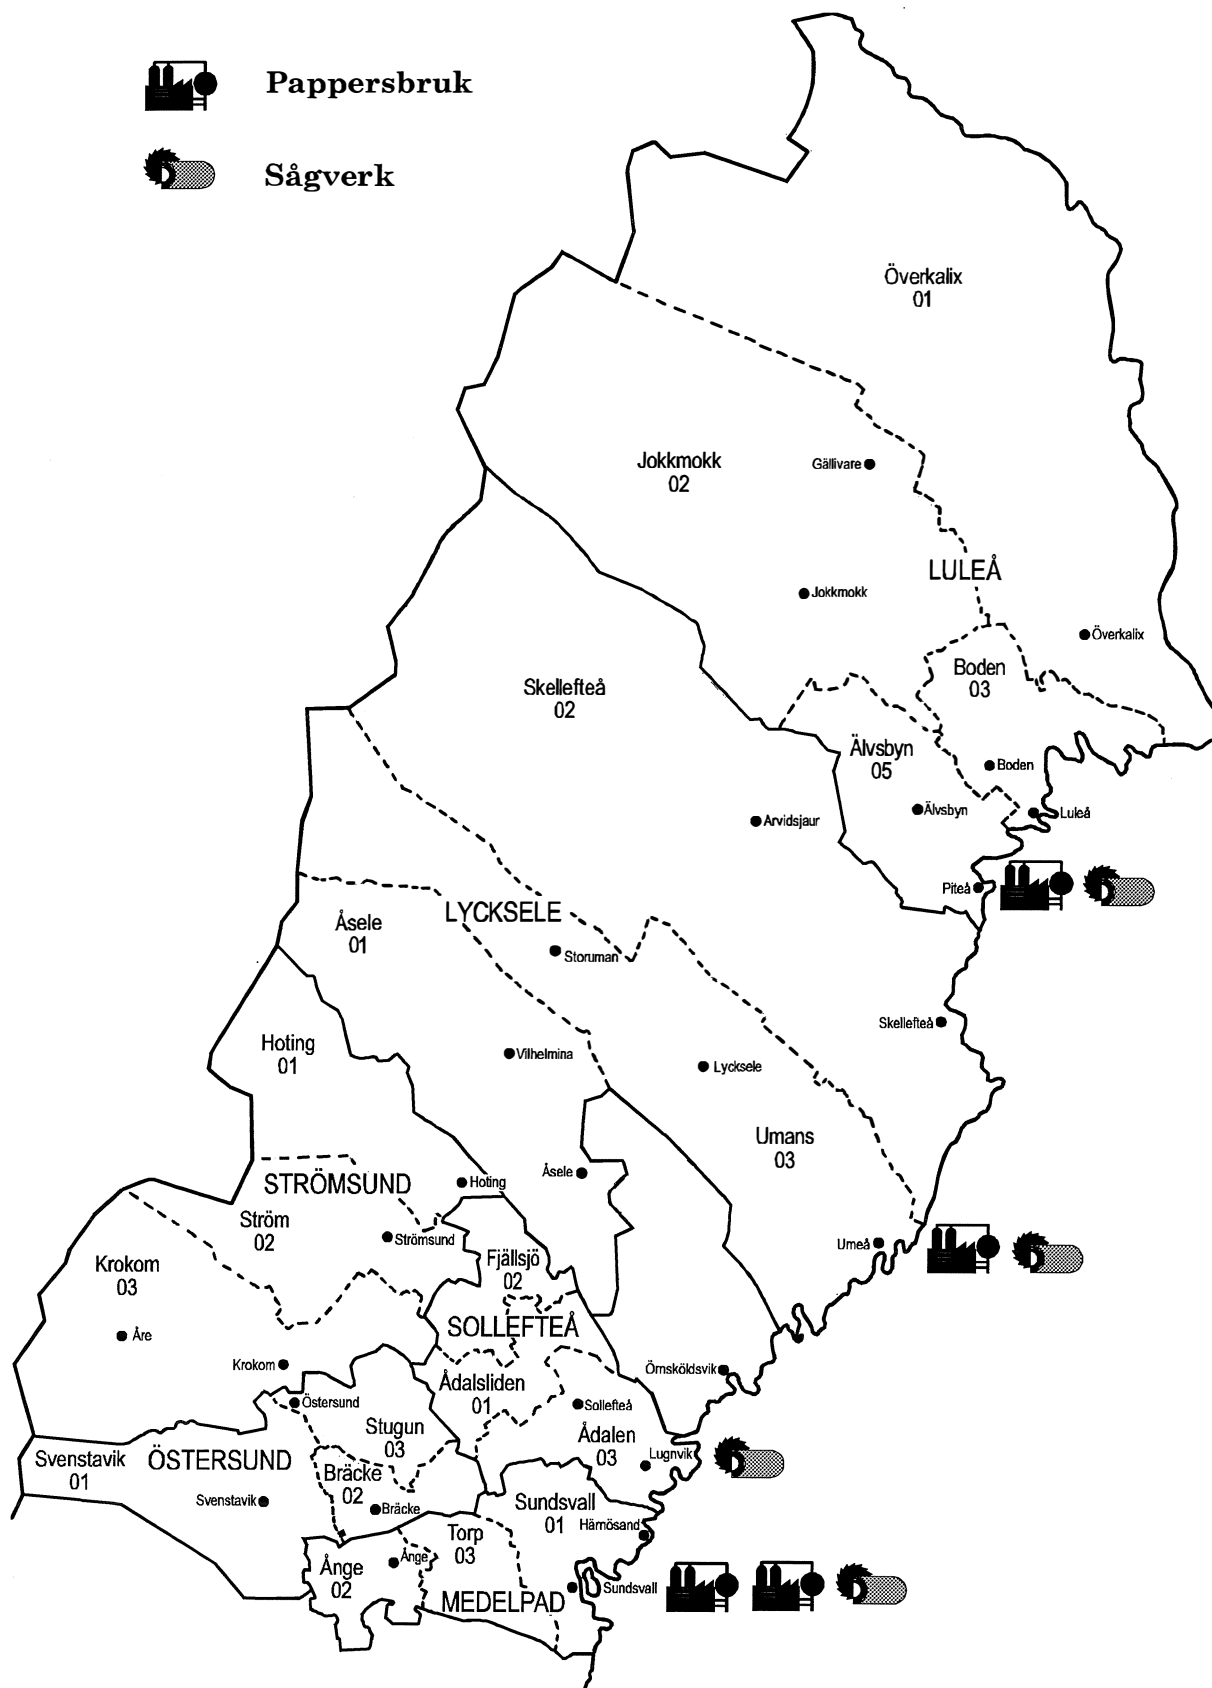 Pappersbruk
Sågverk
Överkalix
01
Jokkmokk
02
Gällivare
LULEÅ
Jokkmokk
Överkalix
Boden
03
Skellefteå
02
Älvsbyn
05
Boden
Älvsbyn
Luleå
Arvidsjaur
Piteå
Åsele
01
LYCKSELE
Storuman
Skellefteå
Hoting
01
Vilhelmina
Lycksele
Umans
03
Åsele
STRÖMSUND
Hoting
Ström
02
Strömsund
Umeå
Krokom
03
Fjällsjö
02
Åre
SOLLEFTEÅ
Krokom
Örnsköldsvik
Ådalsliden
01
Östersund
Sollefteå
Stugun
03
Ådalen
03
Svenstavik
01
ÖSTERSUND
Lugnvik
Bräcke
02
Svenstavik
Bräcke
Sundsvall
01
Härnösand
Torp
03
Ånge
02
Ånge
MEDELPAD
Sundsvall